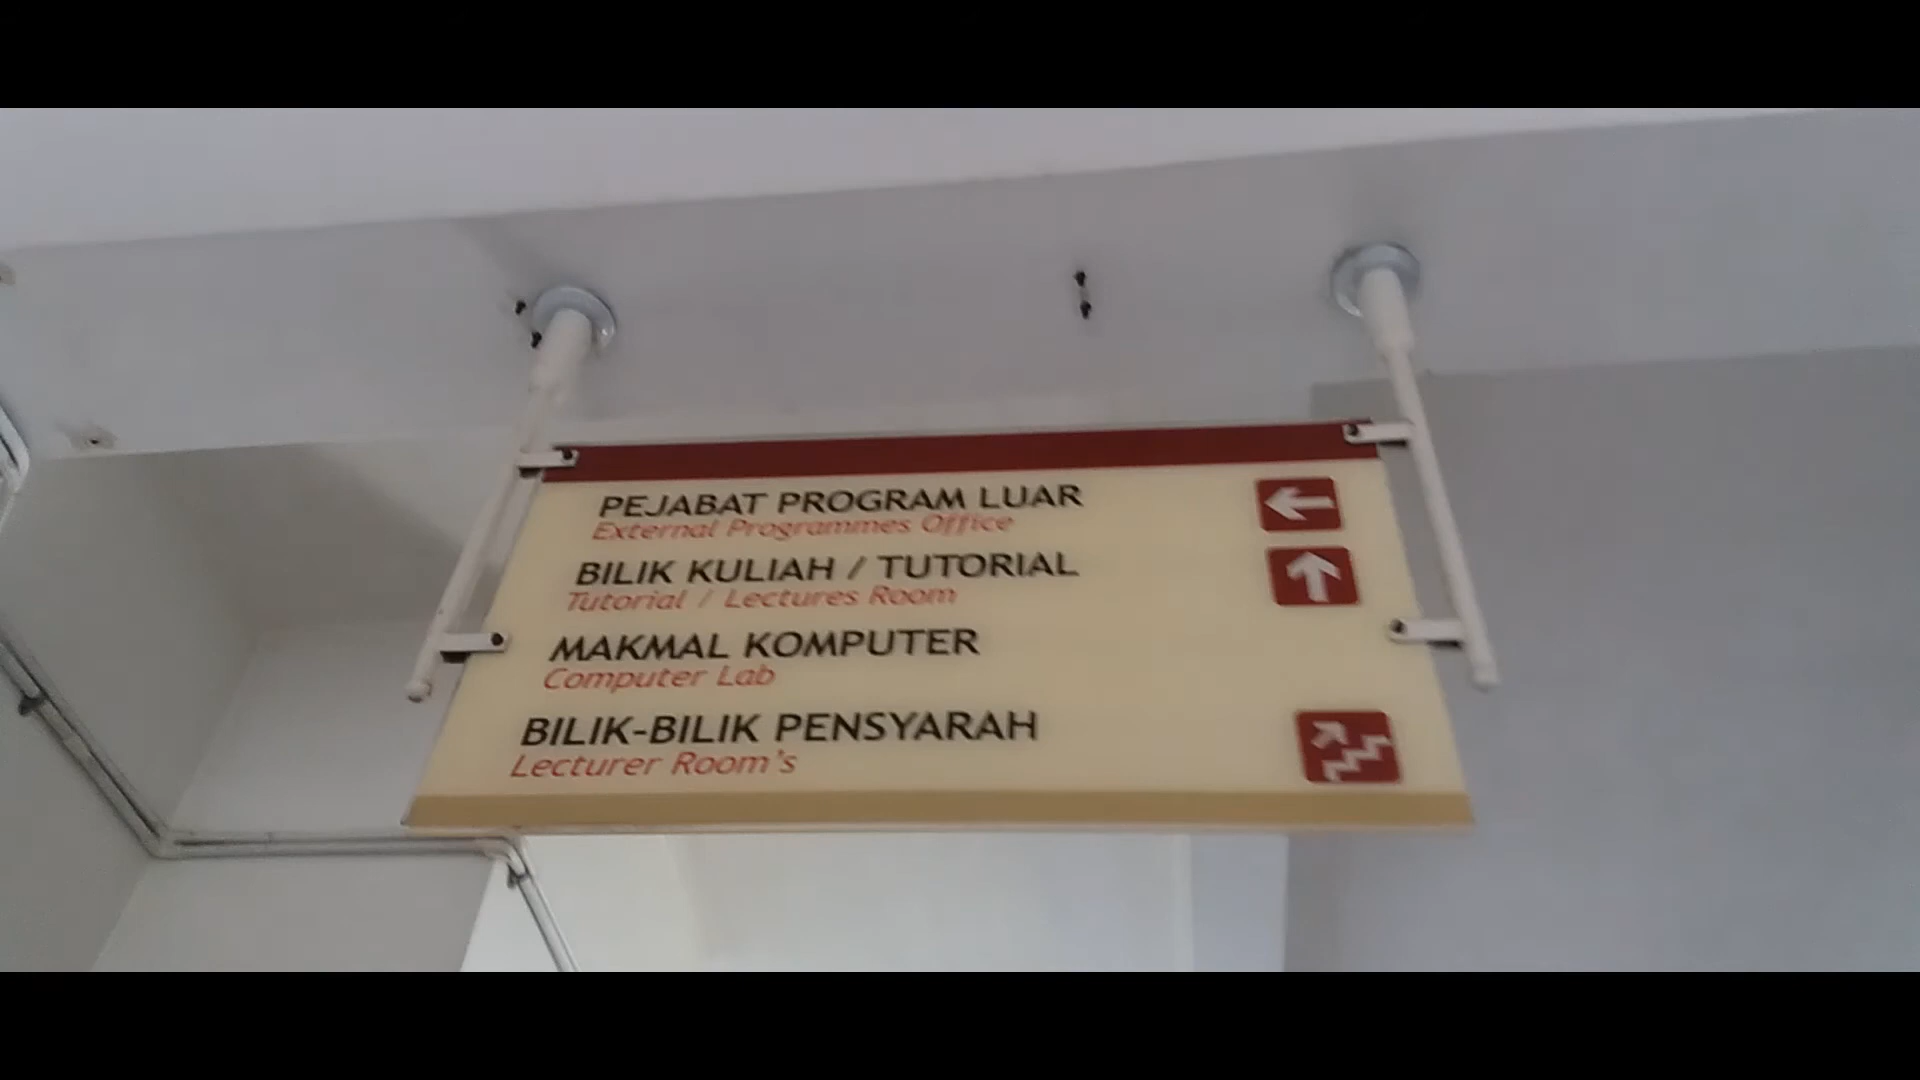 PEJABAT PROGRAM LUAR
External Programmes Office
BILIK KULIAH / TUTORIAL
Tutorial / Lectures Room
MAKMAL KOMPUTER
Computer Lab
BILIK-BILIK PENSYARAH
Lecturer Room's